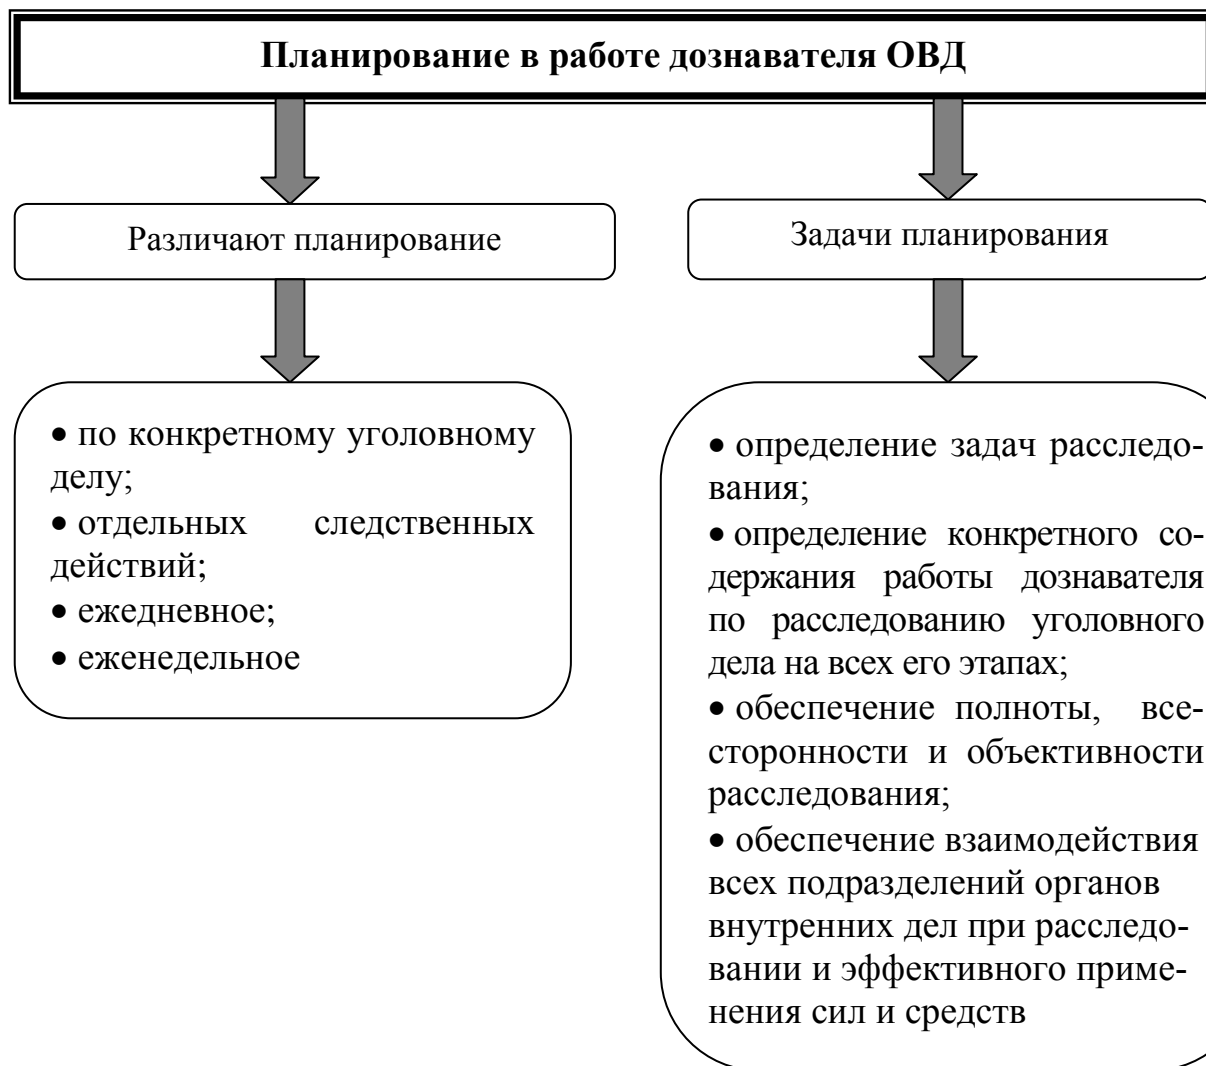 Планирование в работе дознавателя ОВД
Различают планирование
Задачи планирования
• по конкретному уголовному
делу;
• отдельных следственных
действий;
• ежедневное;
• еженедельное
• определение задач расследо-
вания;
• определение конкретного со-
держания работы дознавателя
по расследованию уголовного
дела на всех его этапах;
• обеспечение полноты, все-
сторонности и объективности
расследования;
• обеспечение взаимодействия
всех подразделений органов
внутренних дел при расследо-
вании и эффективного приме-
нения сил и средств